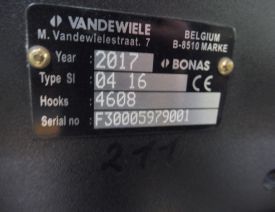 VANDEWIELE BELGIUM
M. Vandewielestraat. 7 B-8510 MARKE
Year : 2017 BONAS
Type SI : 04 16 CE
Hooks : 4608
Serial no : F30005979001
211